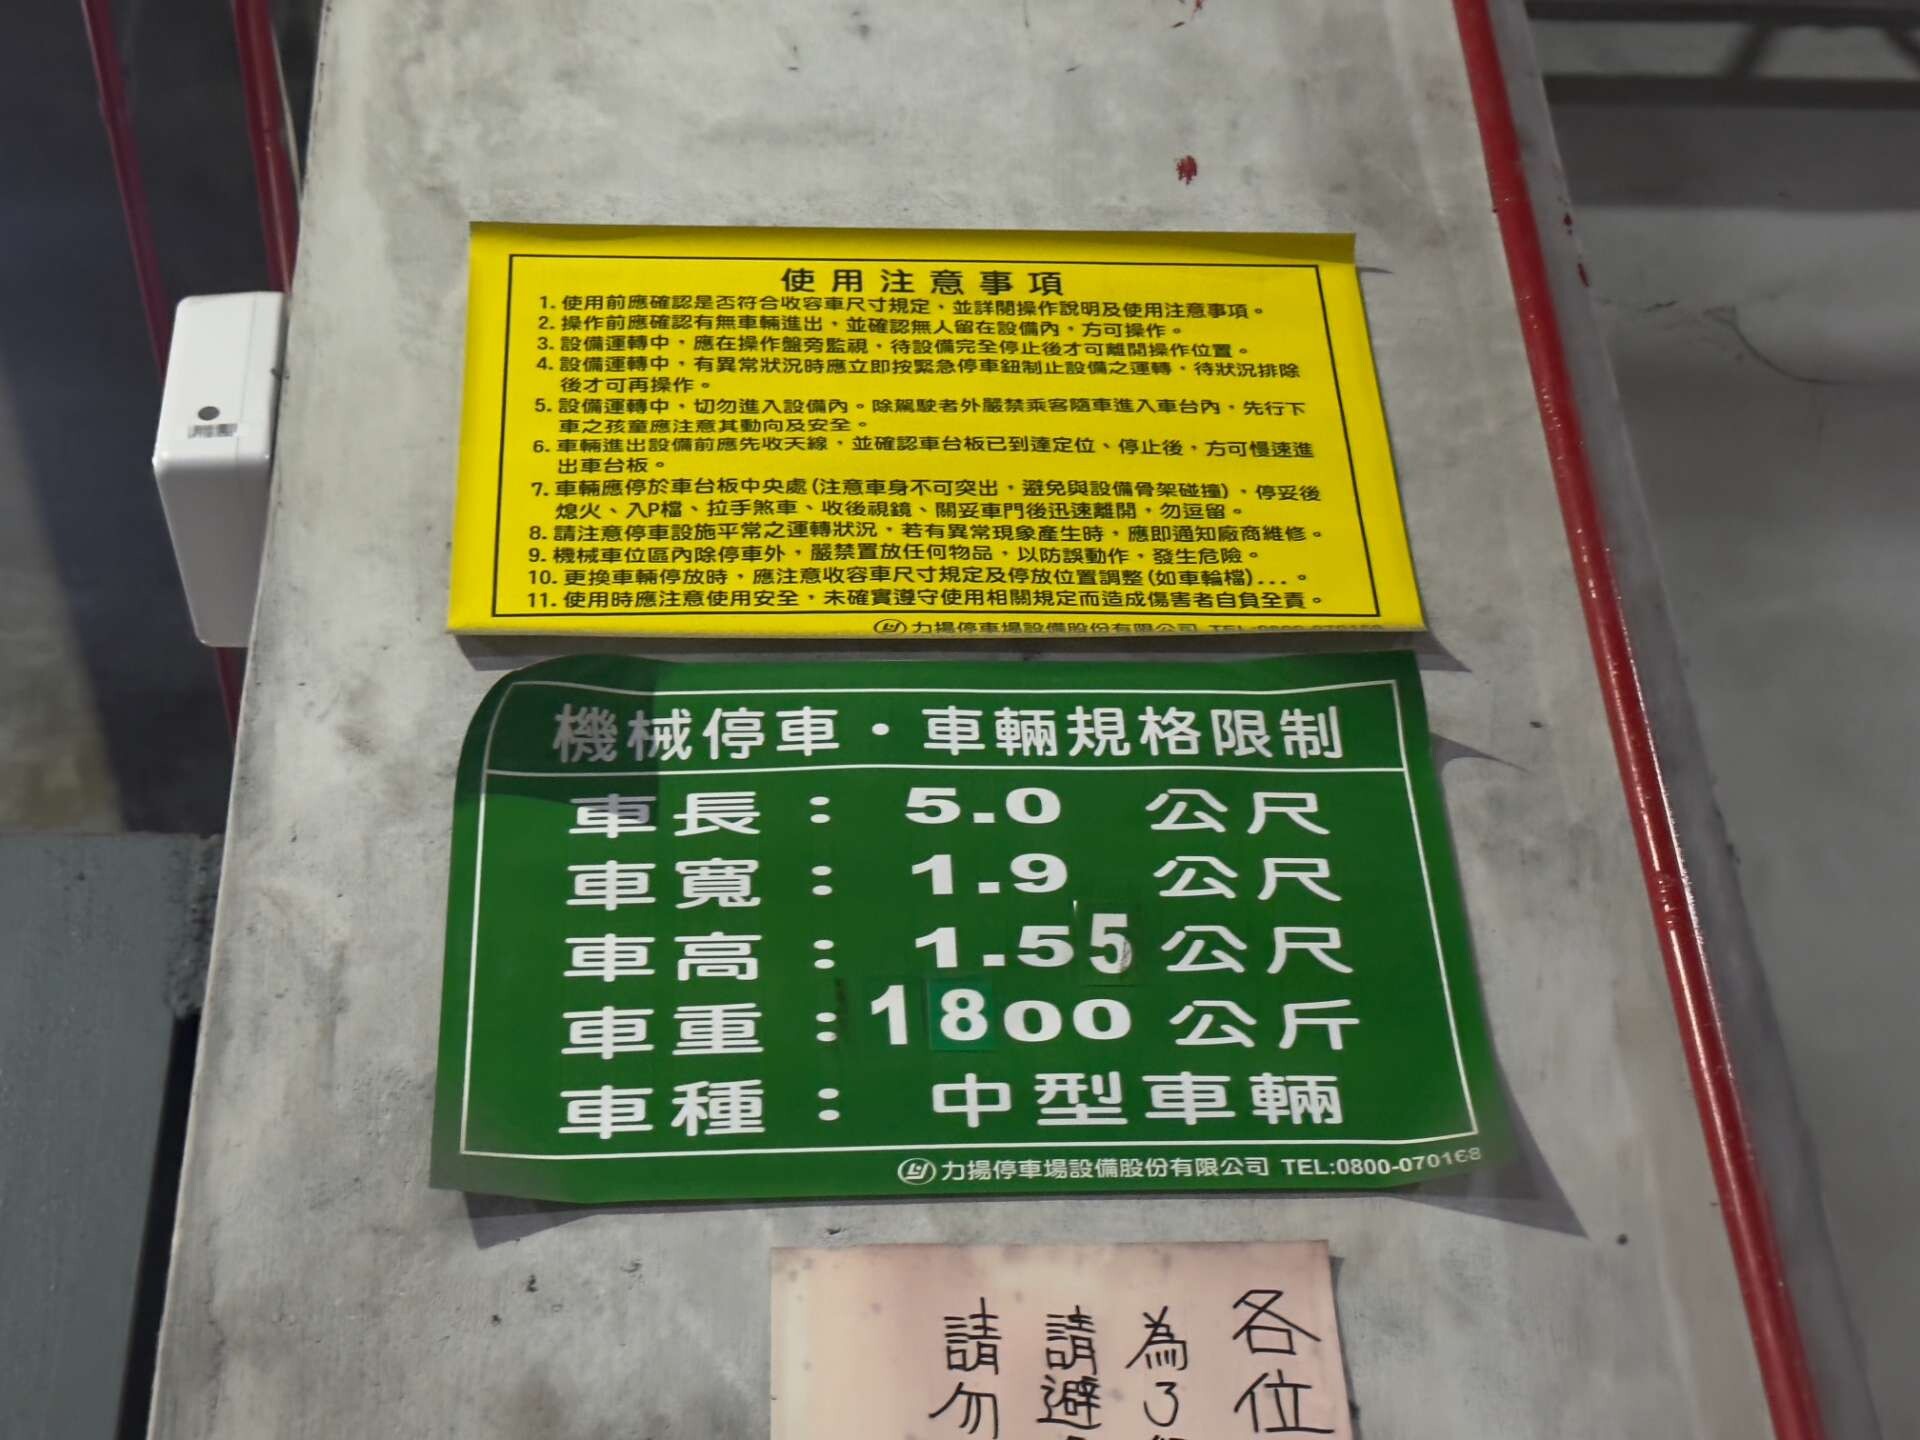 使用注意事項
1. 使用前應確認是否符合收容車尺寸規定、並詳閱操作說明及使用注意事項。
2. 操作前應確認有無車輛進出，並確認無人留在設備內，方可操作。
3. 設備運轉中，應在操作盤旁監視，待設備完全停止後才可離開操作位置。
4. 設備運轉中，有異常狀況時應立即按緊急停車鈕制止設備之運轉，待狀況排除
後才可再操作。
5. 設備運轉中，切勿進入設備內。除駕駛者外嚴禁乘客隨車進入車台內，先行下
車之孩童應注意其動向及安全。
6. 車輛進出設備前應先收天線，並確認車台板已到達定位、停止後，方可慢速進
出車台板。
7. 車輛應停於車台板中央處(注意車身不可突出，避免與設備骨架碰撞)，停妥後
熄火、入P檔、拉手煞車、收後視鏡、關妥車門後迅速離開，勿逗留。
8. 請注意停車設施平常之運轉狀況，若有異常現象產生時，應即通知廠商維修。
9. 機械車位區內除停車外，嚴禁置放任何物品，以防誤動作，發生危險。
10. 更換車輛停放時，應注意收容車尺寸規定及停放位置調整(如車輪檔)...。
11. 使用時應注意使用安全，未確實遵守使用相關規定而造成傷害者自負全責。
力揚停車場設備股份有限公司 TEL:0800-070168
機械停車・車輛規格限制
車長：5.0 公尺
車寬：1.9 公尺
車高：1.55 公尺
車重：1800 公斤
車種：中型車輛
力揚停車場設備股份有限公司 TEL:0800-070168
各位
為了
請避
請勿